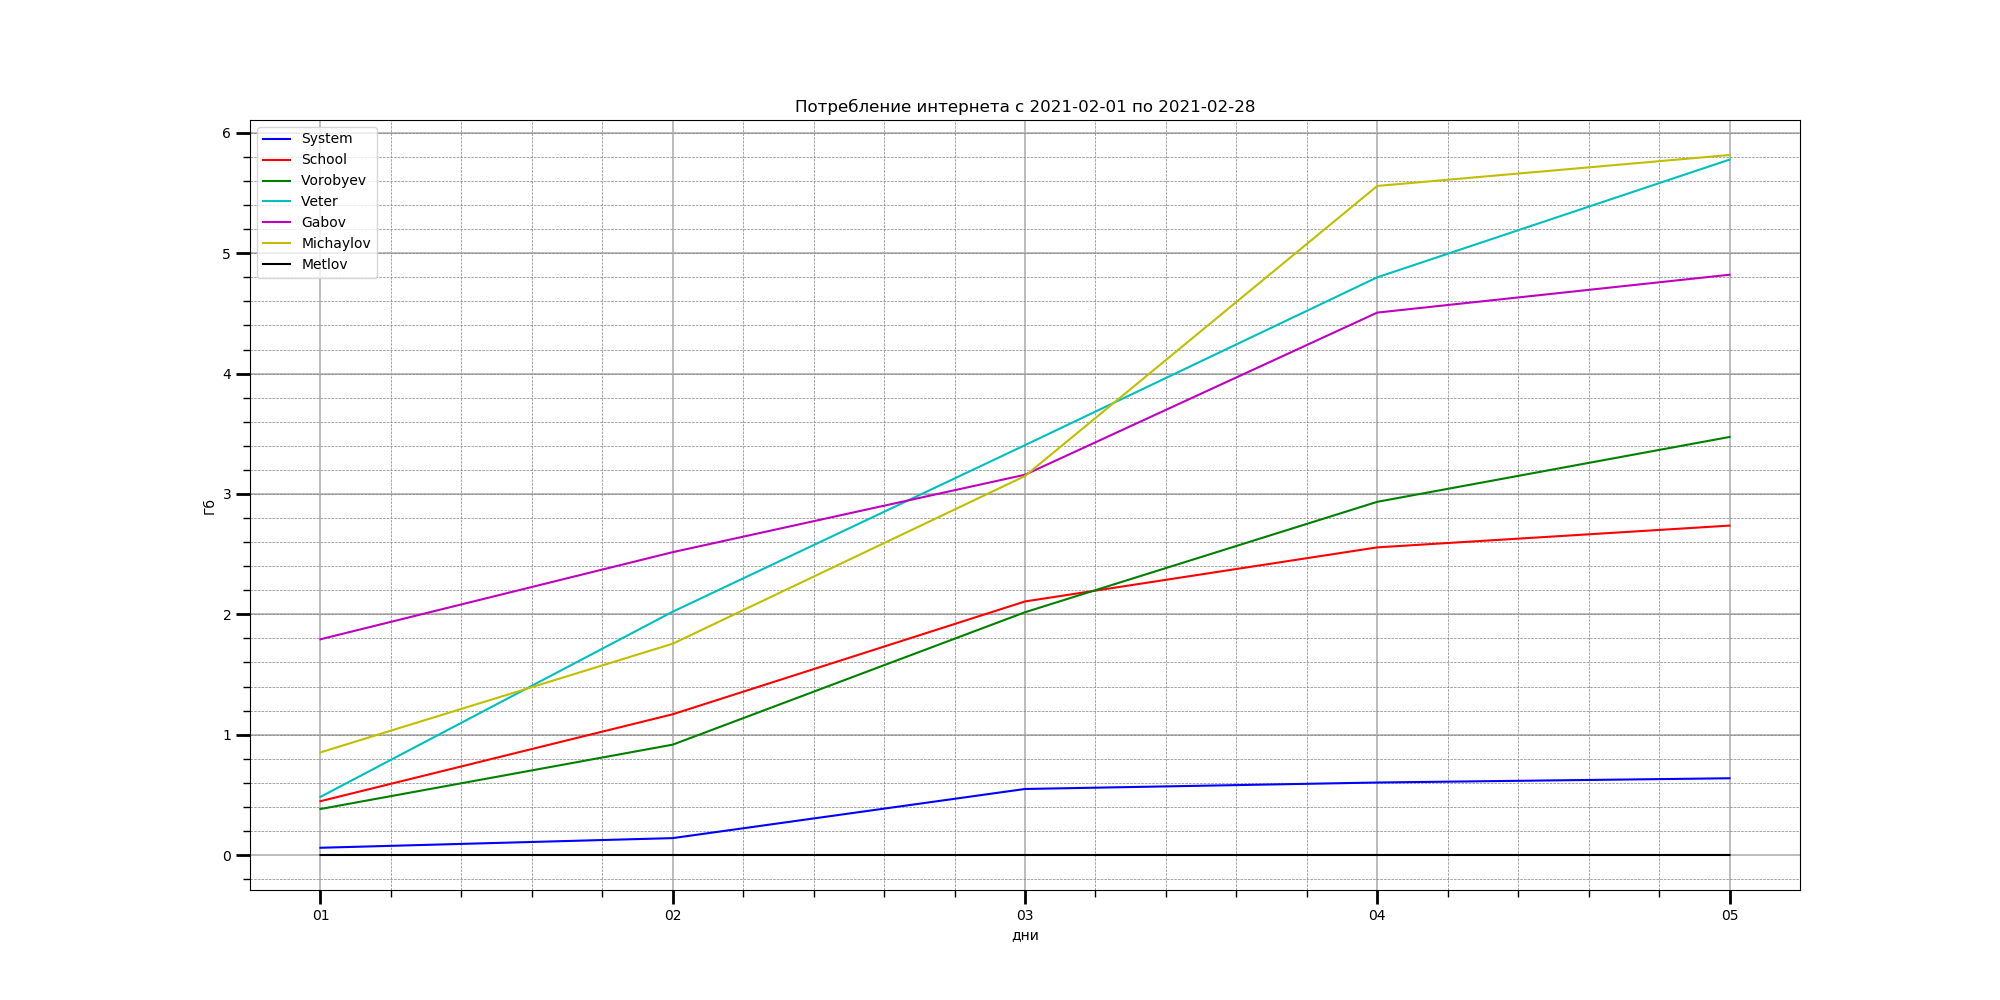 Потребление интернета с 2021-02-01 по 2021-02-28
System
School
Vorobyev
Veter
Gabov
Michaylov
Metlov
6
5
4
3
2
1
0
Гб
01 02 03 04 05
дни